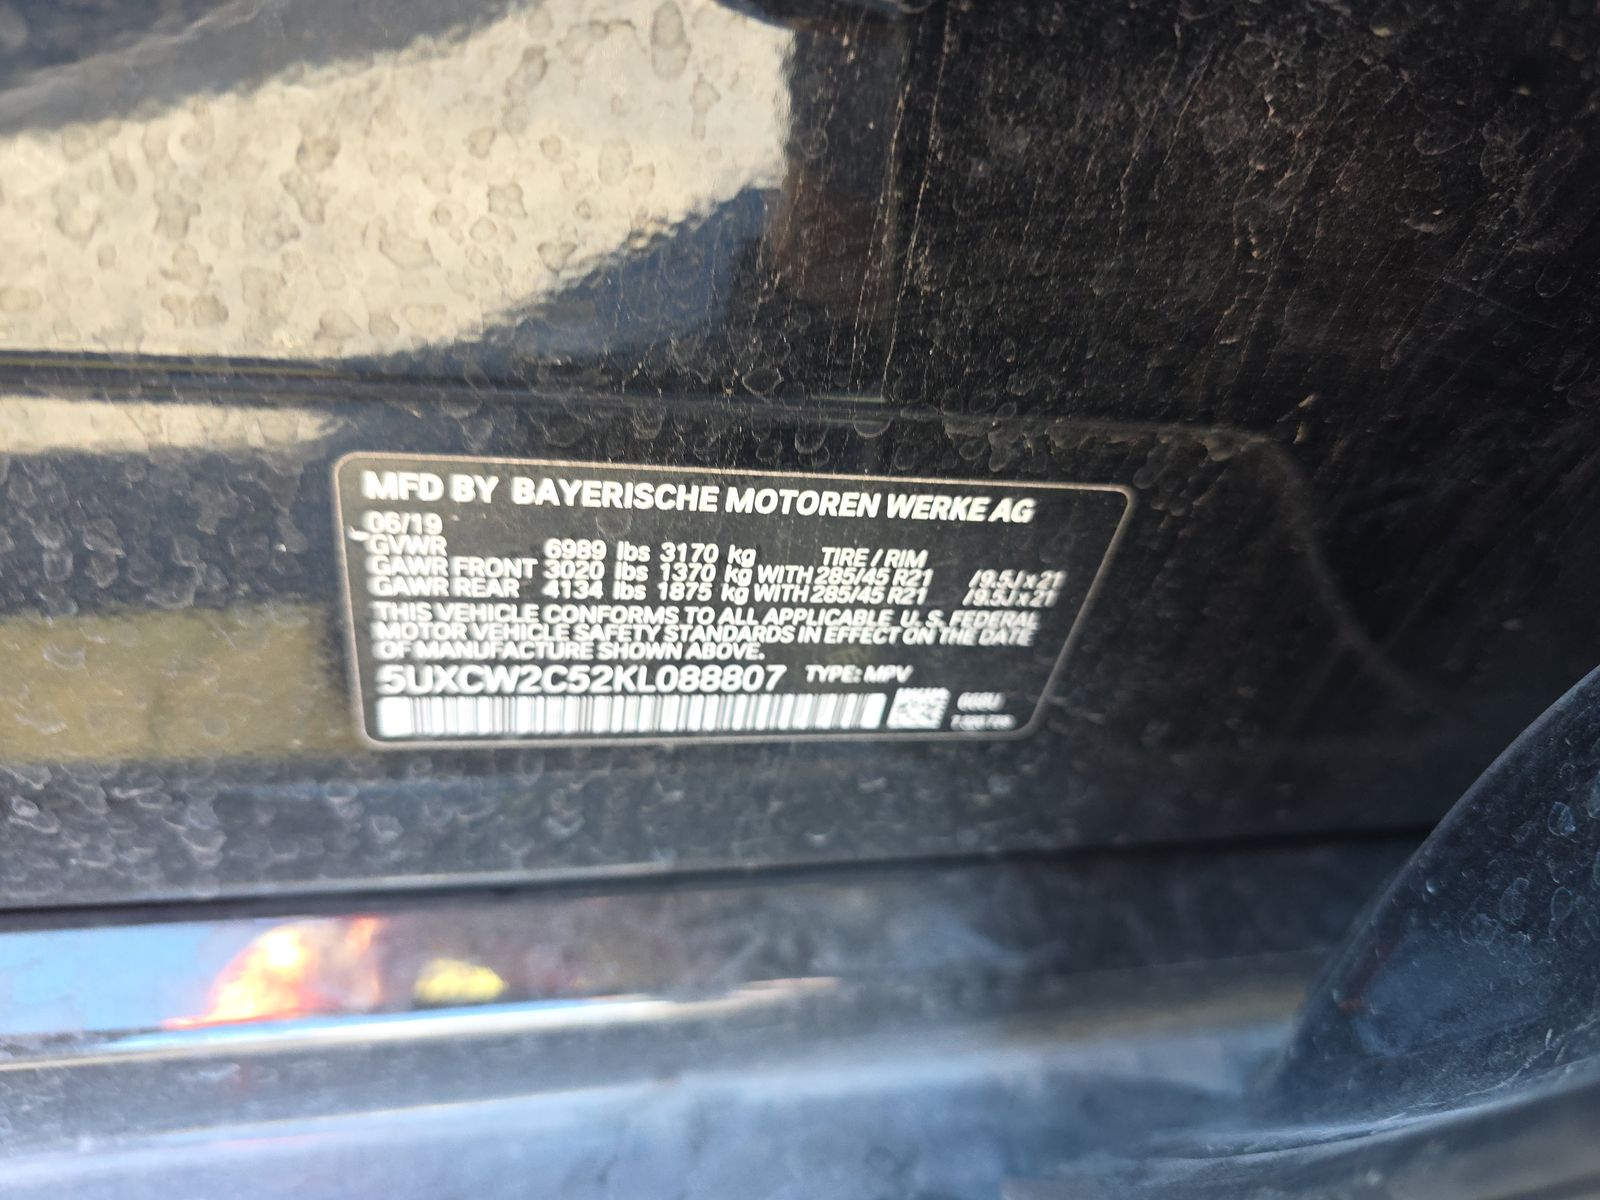 MFD BY BAYERISCHE MOTOREN WERKE AG
06/19
GVWR 6989 lbs 3170 kg TIRE / RIM
GAWR FRONT 3020 lbs 1370 kg WITH 285/45 R21 /9.5J x 21
GAWR REAR 4134 lbs 1875 kg WITH 285/45 R21 /9.5J x 21
THIS VEHICLE CONFORMS TO ALL APPLICABLE U. S. FEDERAL
MOTOR VEHICLE SAFETY STANDARDS IN EFFECT ON THE DATE
OF MANUFACTURE SHOWN ABOVE.
5UXCW2C52KL088807 TYPE: MPV